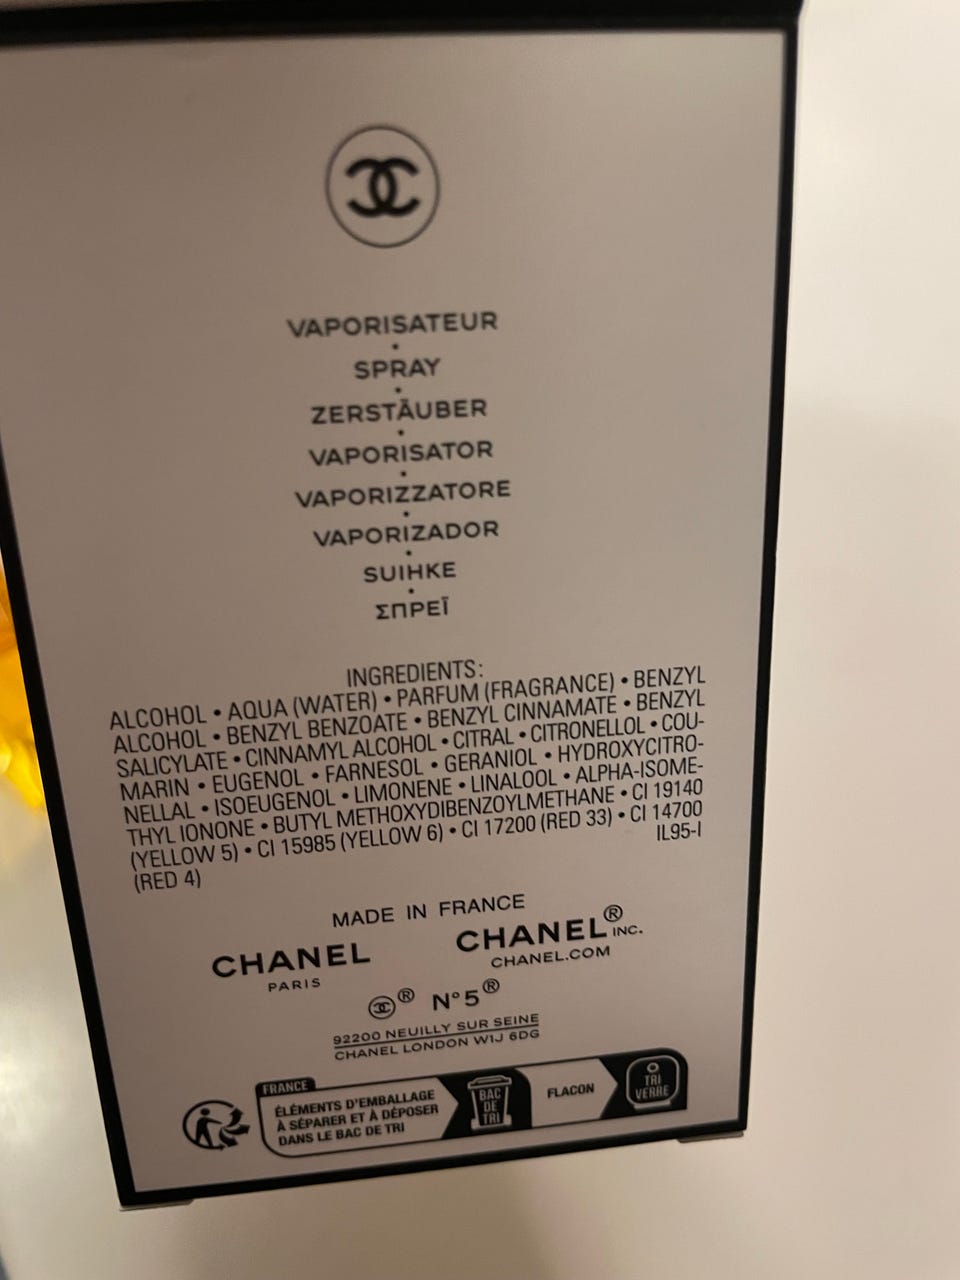 VAPORISATEUR
•
SPRAY
•
ZERSTÄUBER
•
VAPORISATOR
•
VAPORIZZATORE
•
VAPORIZADOR
•
SUIHKE
•
ΣΠΡΕΪ
INGREDIENTS:
ALCOHOL • AQUA (WATER) • PARFUM (FRAGRANCE) • BENZYL
ALCOHOL • BENZYL BENZOATE • BENZYL CINNAMATE • BENZYL
SALICYLATE • CINNAMYL ALCOHOL • CITRAL • CITRONELLOL • COU-
MARIN • EUGENOL • FARNESOL • GERANIOL • HYDROXYCITRO-
NELLAL • ISOEUGENOL • LIMONENE • LINALOOL • ALPHA-ISOME-
THYL IONONE • BUTYL METHOXYDIBENZOYLMETHANE • CI 19140
(YELLOW 5) • CI 15985 (YELLOW 6) • CI 17200 (RED 33) • CI 14700
(RED 4) IL95-I
MADE IN FRANCE
CHANEL CHANEL® INC.
PARIS CHANEL.COM
® N°5®
92200 NEUILLY SUR SEINE
CHANEL LONDON W1J 6DG
FRANCE
ÉLÉMENTS D'EMBALLAGE
À SÉPARER ET À DÉPOSER
DANS LE BAC DE TRI
BAC
DE
TRI
FLACON
TRI
VERRE